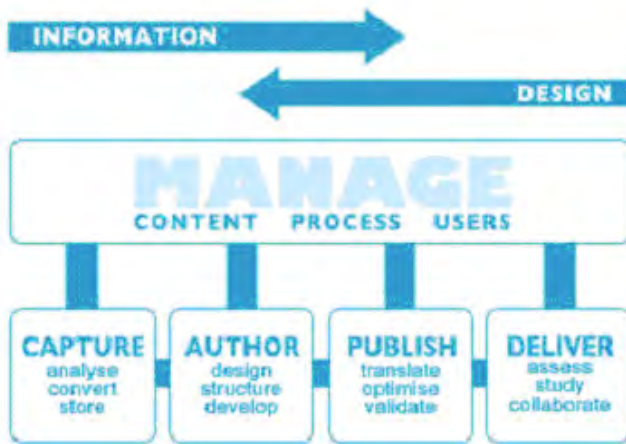 INFORMATION
DESIGN
MANAGE
CONTENT PROCESS USERS
CAPTURE
analyse
convert
store
AUTHOR
design
structure
develop
PUBLISH
translate
optimise
validate
DELIVER
assess
study
collaborate